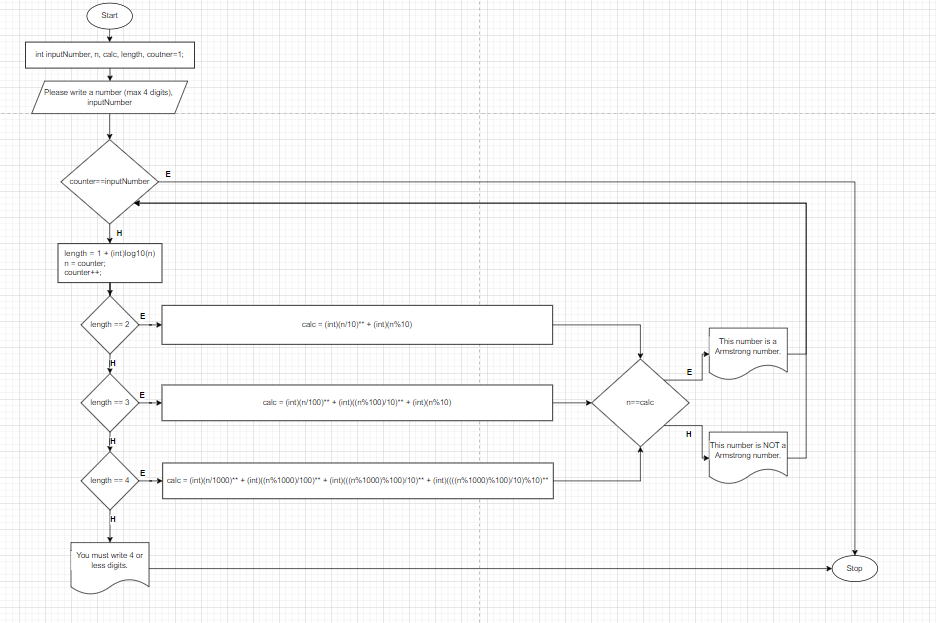 Start
int inputNumber, n, calc, length, coutner=1;
Please write a number (max 4 digits),
inputNumber
counter==inputNumber
E
H
length = 1 + (int)log10(n)
n = counter;
counter++;
length == 2
E
calc = (int)(n/10)** + (int)(n%10)
H
length == 3
E
calc = (int)(n/100)** + (int)((n%100)/10)** + (int)(n%10)
H
length == 4
E
calc = (int)(n/1000)** + (int)((n%1000)/100)** + (int)(((n%1000)%100)/10)** + (int)((((n%1000)%100)/10)%10)**
H
You must write 4 or
less digits.
n==calc
E
This number is a
Armstrong number.
H
This number is NOT a
Armstrong number.
Stop